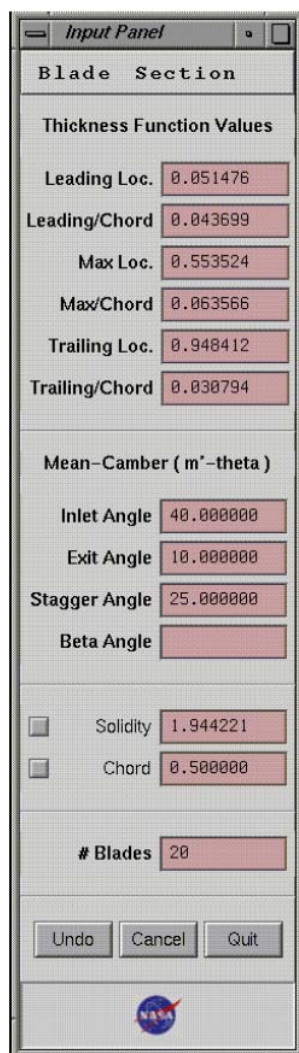 Input Panel
Blade Section
Thickness Function Values
Leading Loc. 0.051476
Leading/Chord 0.043699
Max Loc. 0.553524
Max/Chord 0.063566
Trailing Loc. 0.948412
Trailing/Chord 0.030794
Mean-Camber ( m'-theta )
Inlet Angle 40.000000
Exit Angle 10.000000
Stagger Angle 25.000000
Beta Angle
Solidity 1.944221
Chord 0.500000
# Blades 20
Undo Cancel Quit
NASA